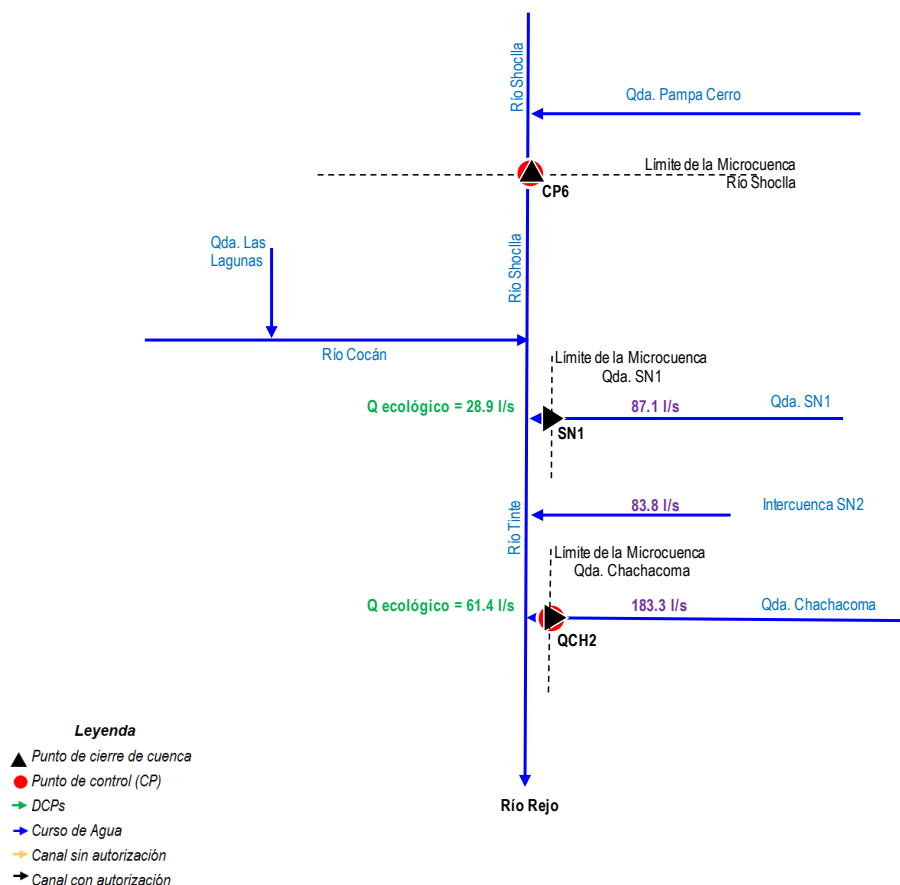 Río Shoclla
Qda. Pampa Cerro
Límite de la Microcuenca
Río Shoclla
CP6
Qda. Las
Lagunas
Río Shoclla
Río Cocán
Límite de la Microcuenca
Qda. SN1
Q ecológico = 28.9 l/s
87.1 l/s
Qda. SN1
SN1
83.8 l/s
Intercuenca SN2
Río Tinte
Límite de la Microcuenca
Qda. Chachacoma
Q ecológico = 61.4 l/s
183.3 l/s
Qda. Chachacoma
QCH2
Leyenda
Punto de cierre de cuenca
Punto de control (CP)
DCPs
Curso de Agua
Canal sin autorización
Canal con autorización
Río Rejo